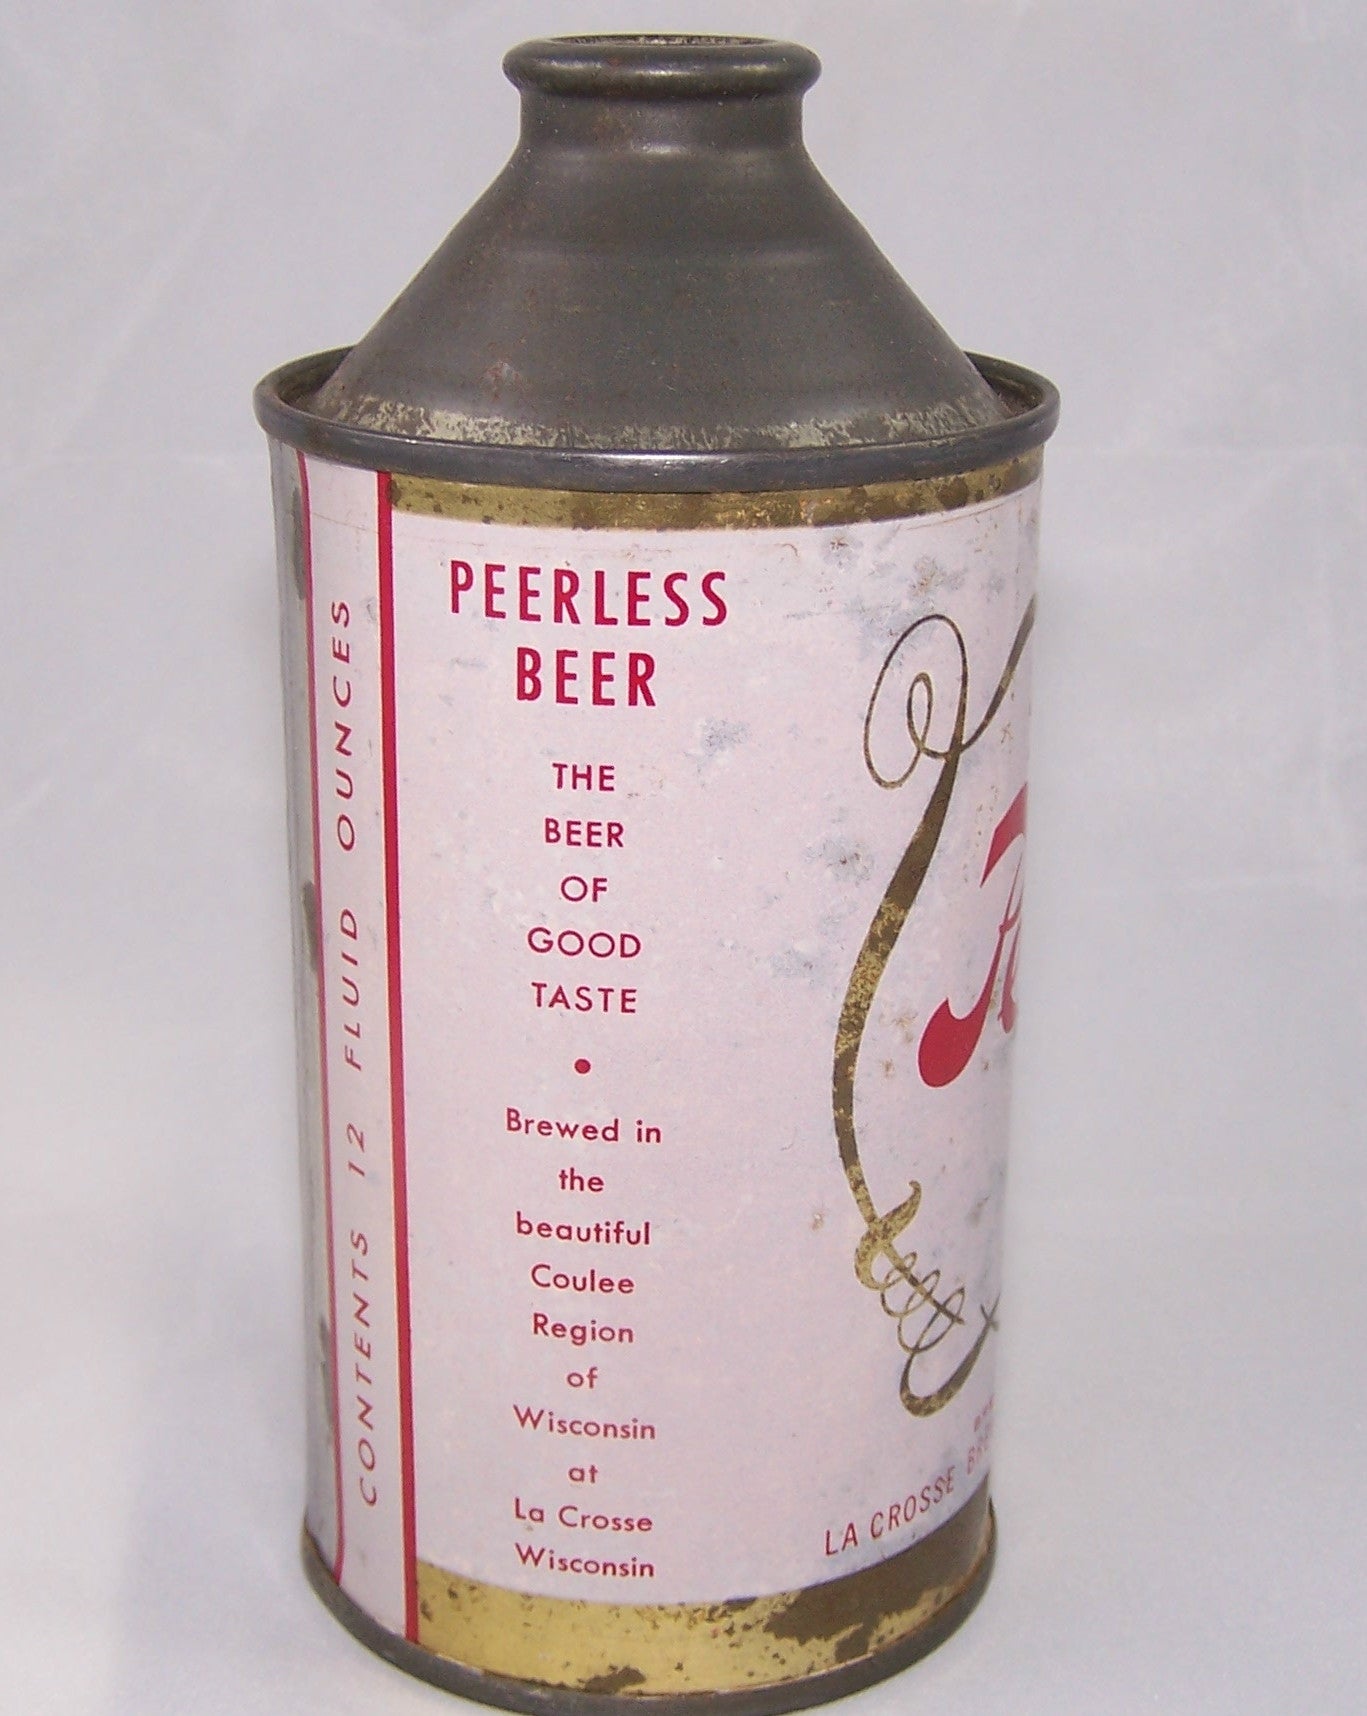 CONTENTS 12 FLUID OUNCES
PEERLESS
BEER
THE
BEER
OF
GOOD
TASTE
•
Brewed in
the
beautiful
Coulee
Region
of
Wisconsin
at
La Crosse
Wisconsin
LA CROSSE